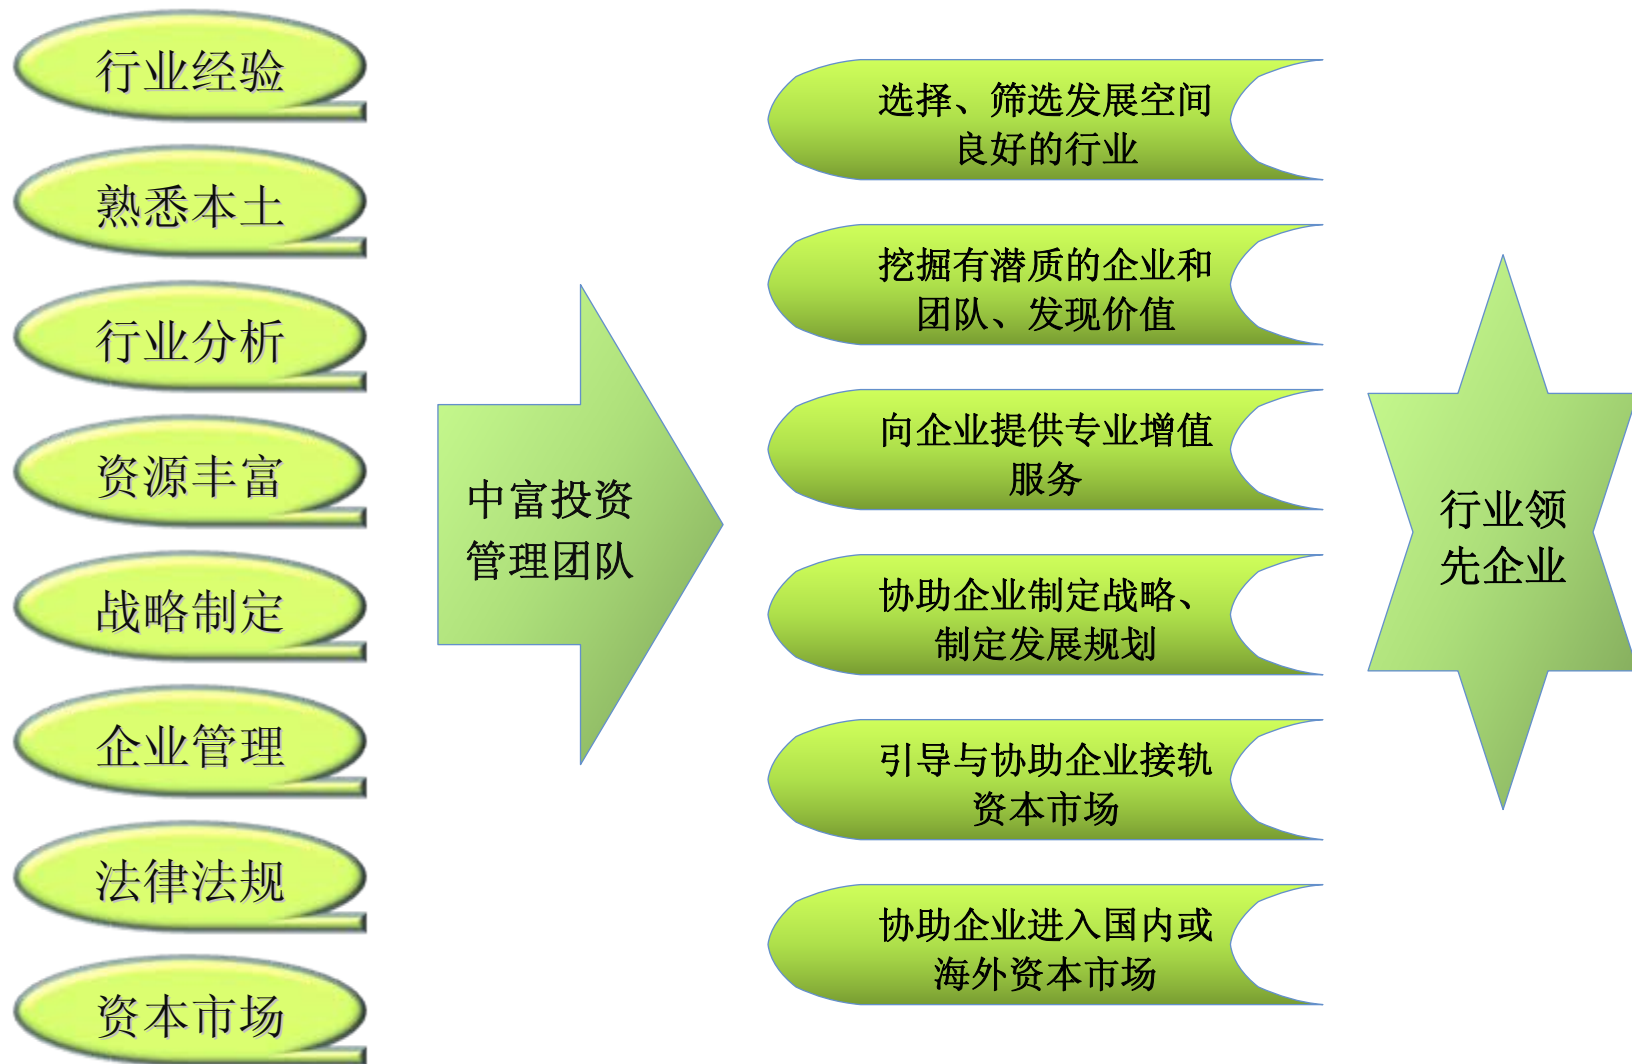 行业经验
熟悉本土
行业分析
资源丰富
战略制定
企业管理
法律法规
资本市场
中富投资
管理团队
选择、筛选发展空间
良好的行业
挖掘有潜质的企业和
团队、发现价值
向企业提供专业增值
服务
协助企业制定战略、
制定发展规划
引导与协助企业接轨
资本市场
协助企业进入国内或
海外资本市场
行业领
先企业